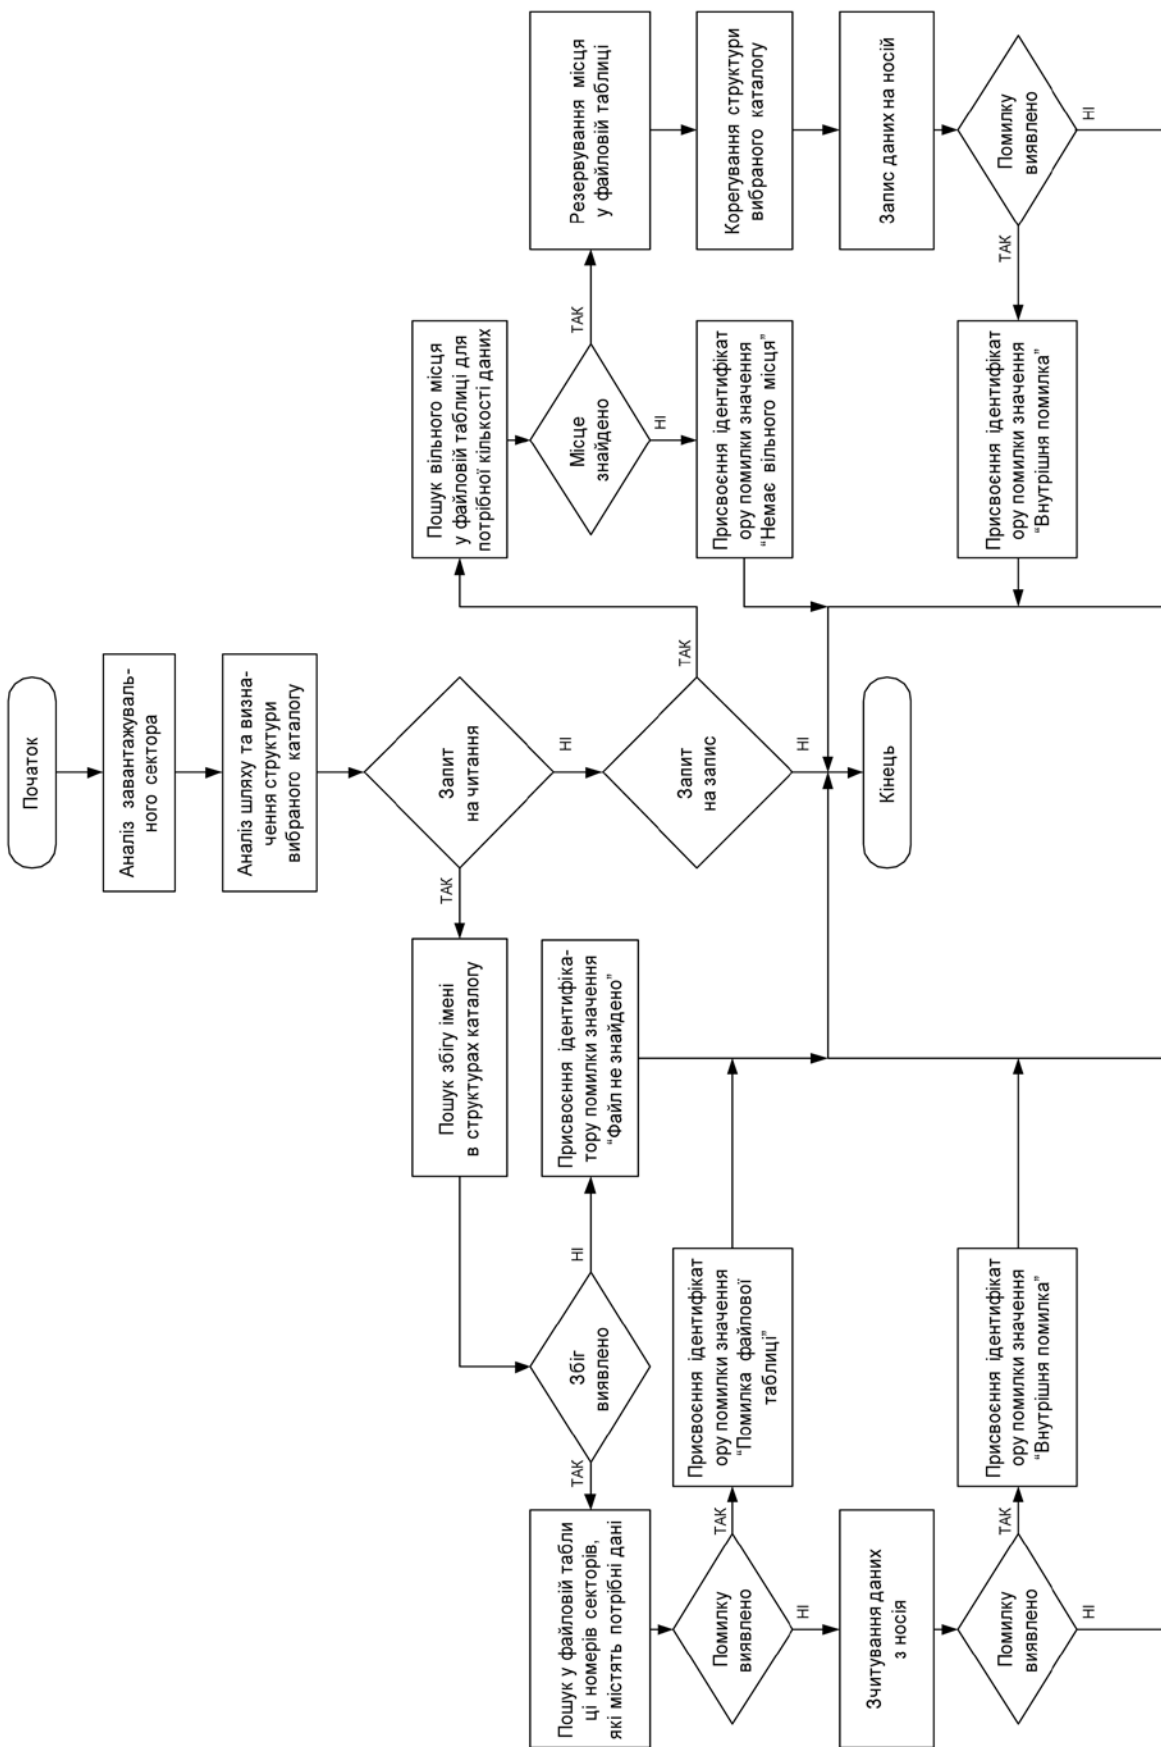 Початок
Аналіз завантажуваль-
ного сектора
Аналіз шляху та визна-
чення структури
вибраного каталогу
Запит
на читання
ТАК
НІ
Пошук збігу імені
в структурах каталогу
Збіг
виявлено
ТАК
НІ
Присвоєння ідентифіка-
тору помилки значення
“Файл не знайдено”
Пошук у файловій табли
ці номерів секторів,
які містять потрібні дані
Помилку
виявлено
ТАК
НІ
Присвоєння ідентифікат
ору помилки значення
“Помилка файлової
таблиці”
Зчитування даних
з носія
Помилку
виявлено
ТАК
НІ
Присвоєння ідентифікат
ору помилки значення
“Внутрішня помилка”
Запит
на запис
ТАК
НІ
Кінець
Пошук вільного місця
у файловій таблиці для
потрібної кількості даних
Місце
знайдено
ТАК
НІ
Присвоєння ідентифікат
ору помилки значення
“Немає вільного місця”
Резервування місця
у файловій таблиці
Корегування структури
вибраного каталогу
Запис даних на носій
Помилку
виявлено
ТАК
НІ
Присвоєння ідентифікат
ору помилки значення
“Внутрішня помилка”